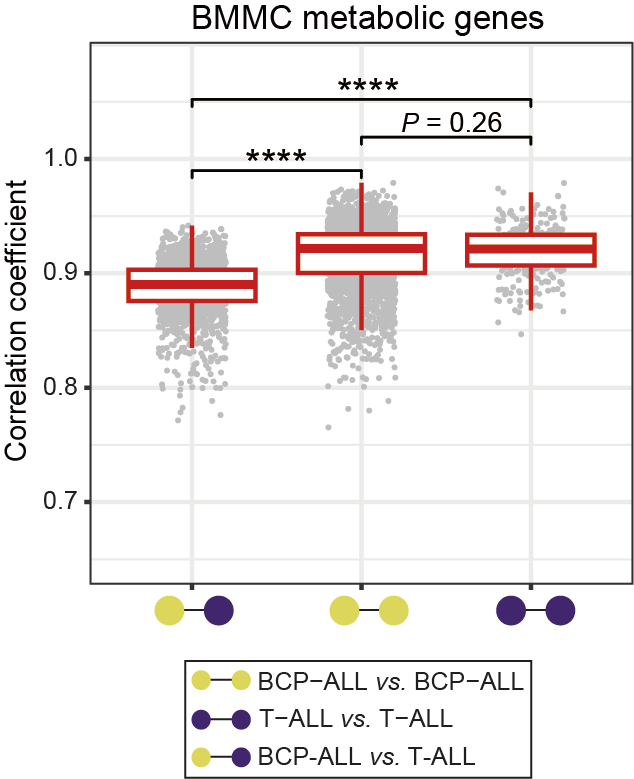 BMMC metabolic genes
****
P = 0.26
****
1.0
0.9
0.8
0.7
Correlation coefficient
BCP−ALL vs. BCP−ALL
T−ALL vs. T−ALL
BCP-ALL vs. T-ALL